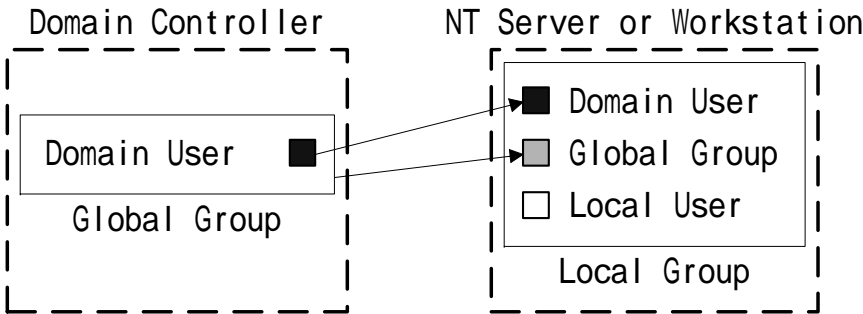 Domain Controller
NT Server or Workstation
Domain User
Global Group
Domain User
Global Group
Local User
Local Group